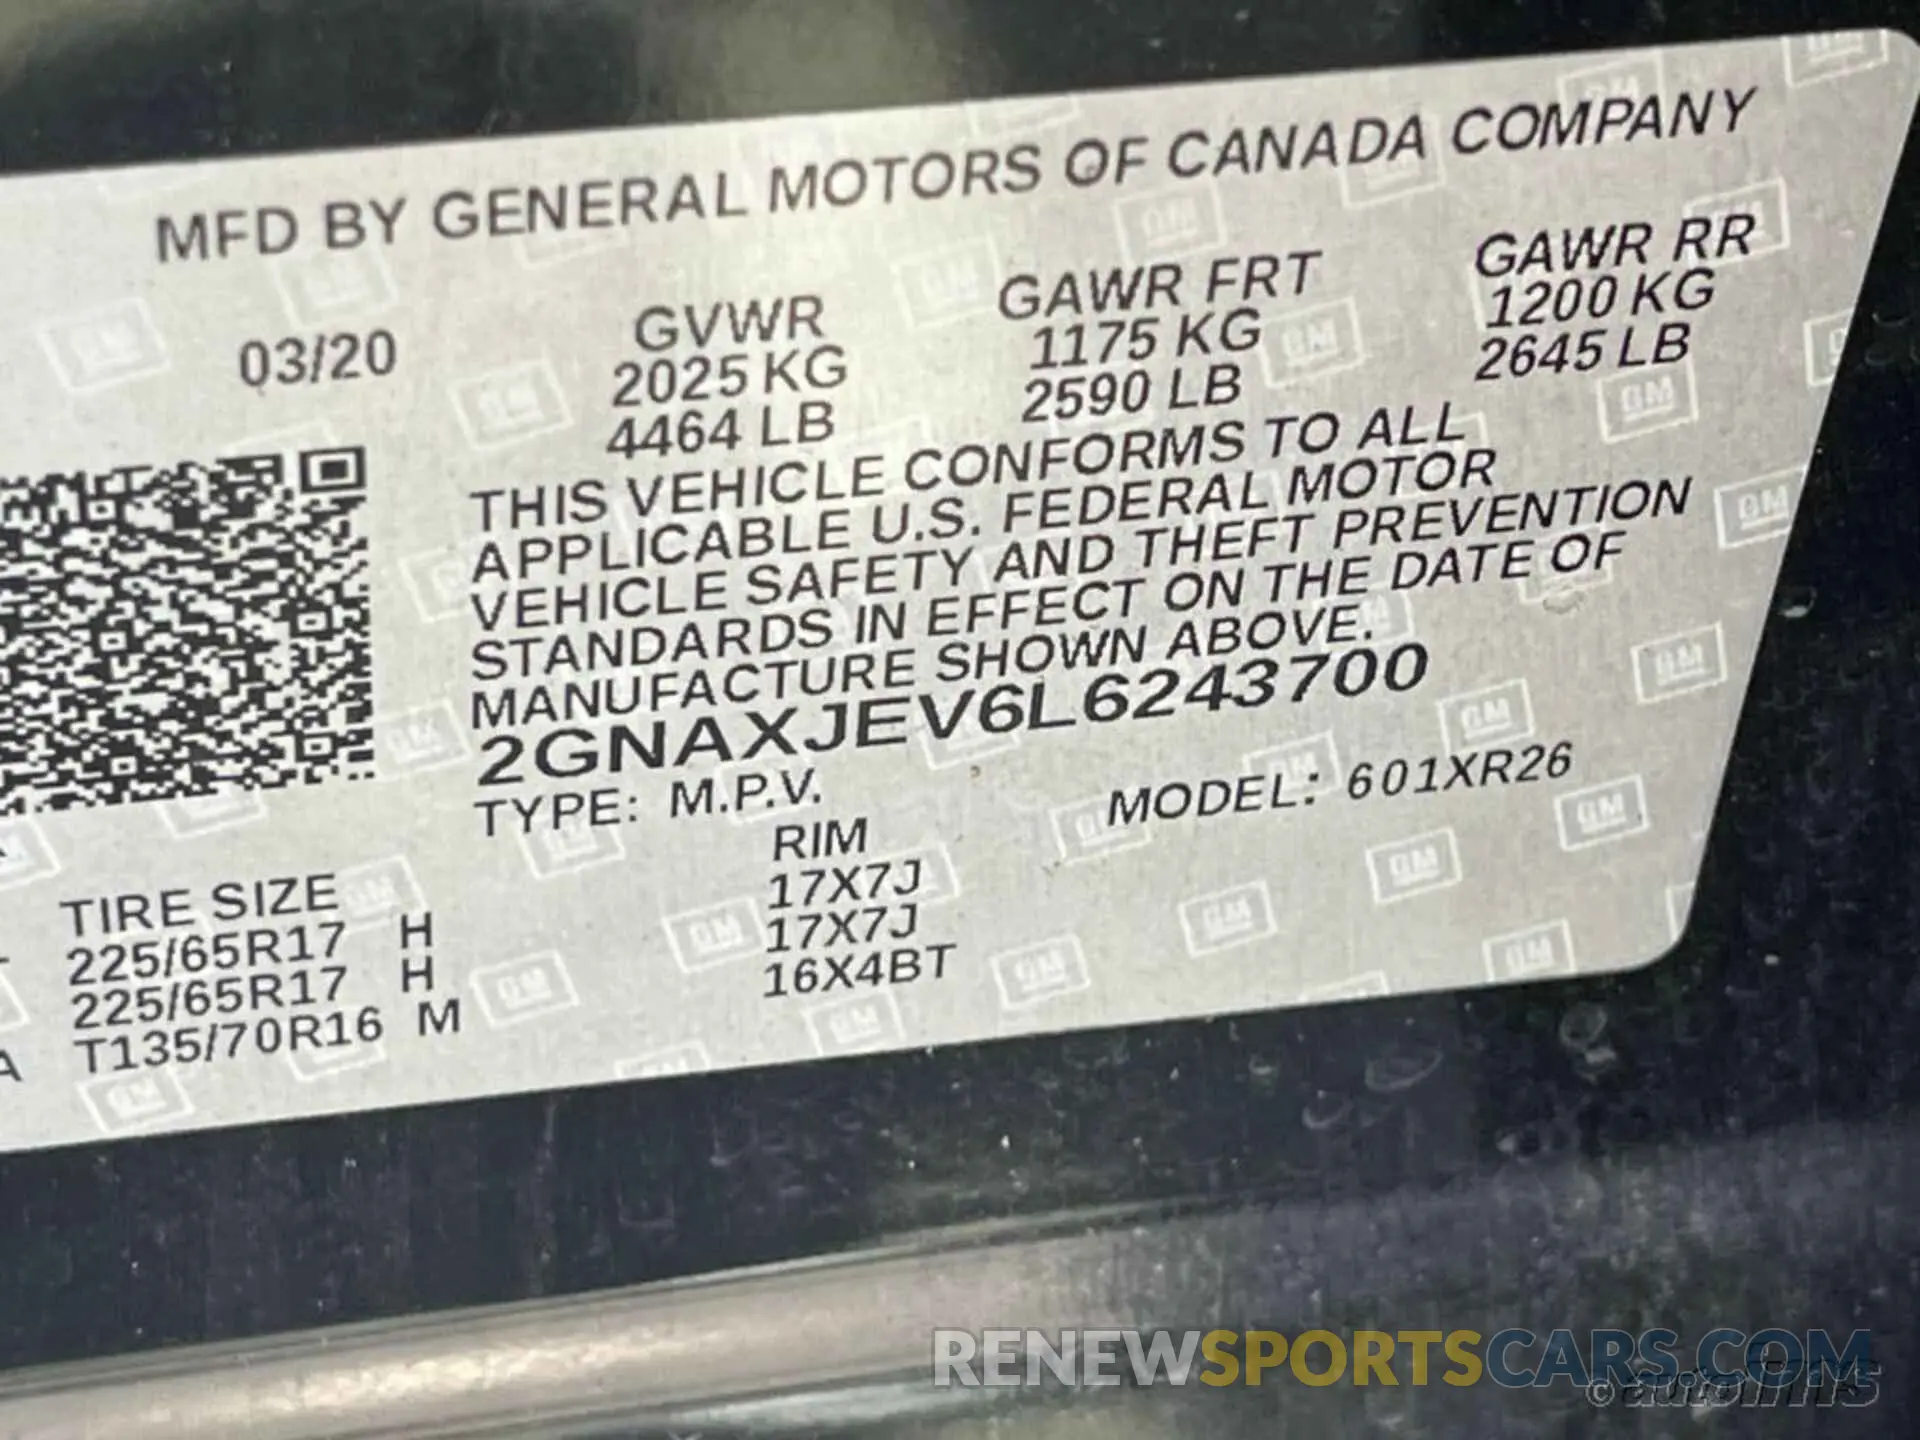 MFD BY GENERAL MOTORS OF CANADA COMPANY
03/20
GVWR
2025 KG
4464 LB
GAWR FRT
1175 KG
2590 LB
GAWR RR
1200 KG
2645 LB
THIS VEHICLE CONFORMS TO ALL
APPLICABLE U.S. FEDERAL MOTOR
VEHICLE SAFETY AND THEFT PREVENTION
STANDARDS IN EFFECT ON THE DATE OF
MANUFACTURE SHOWN ABOVE.
2GNAXJEV6L6243700
TYPE: M.P.V.
MODEL: 601XR26
TIRE SIZE
RIM
225/65R17 H
17X7J
225/65R17 H
17X7J
A T135/70R16 M
16X4BT
RENEWSPORTSCARS.COM